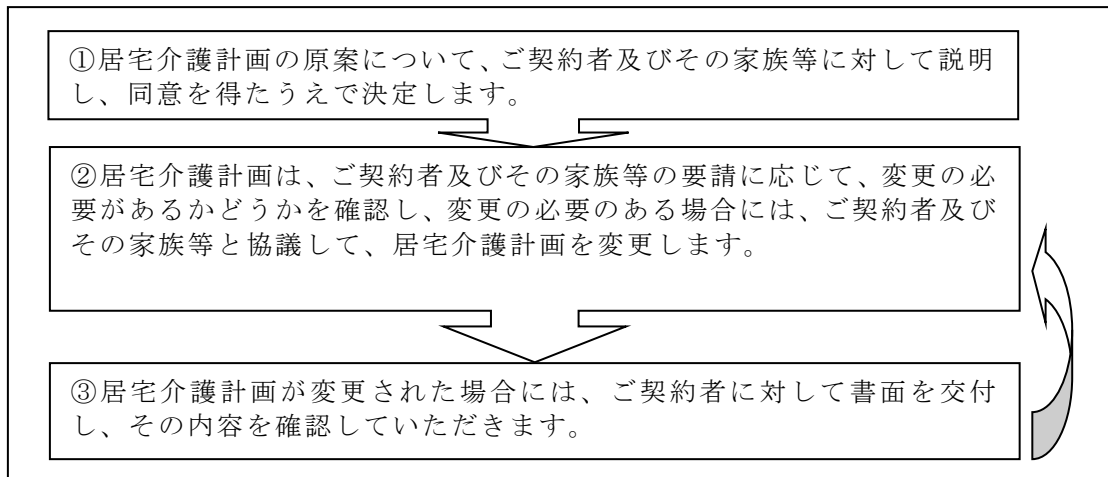 ①居宅介護計画の原案について、ご契約者及びその家族等に対して説明
し、同意を得たうえで決定します。
②居宅介護計画は、ご契約者及びその家族等の要請に応じて、変更の必
要があるかどうかを確認し、変更の必要のある場合には、ご契約者及び
その家族等と協議して、居宅介護計画を変更します。
③居宅介護計画が変更された場合には、ご契約者に対して書面を交付
し、その内容を確認していただきます。